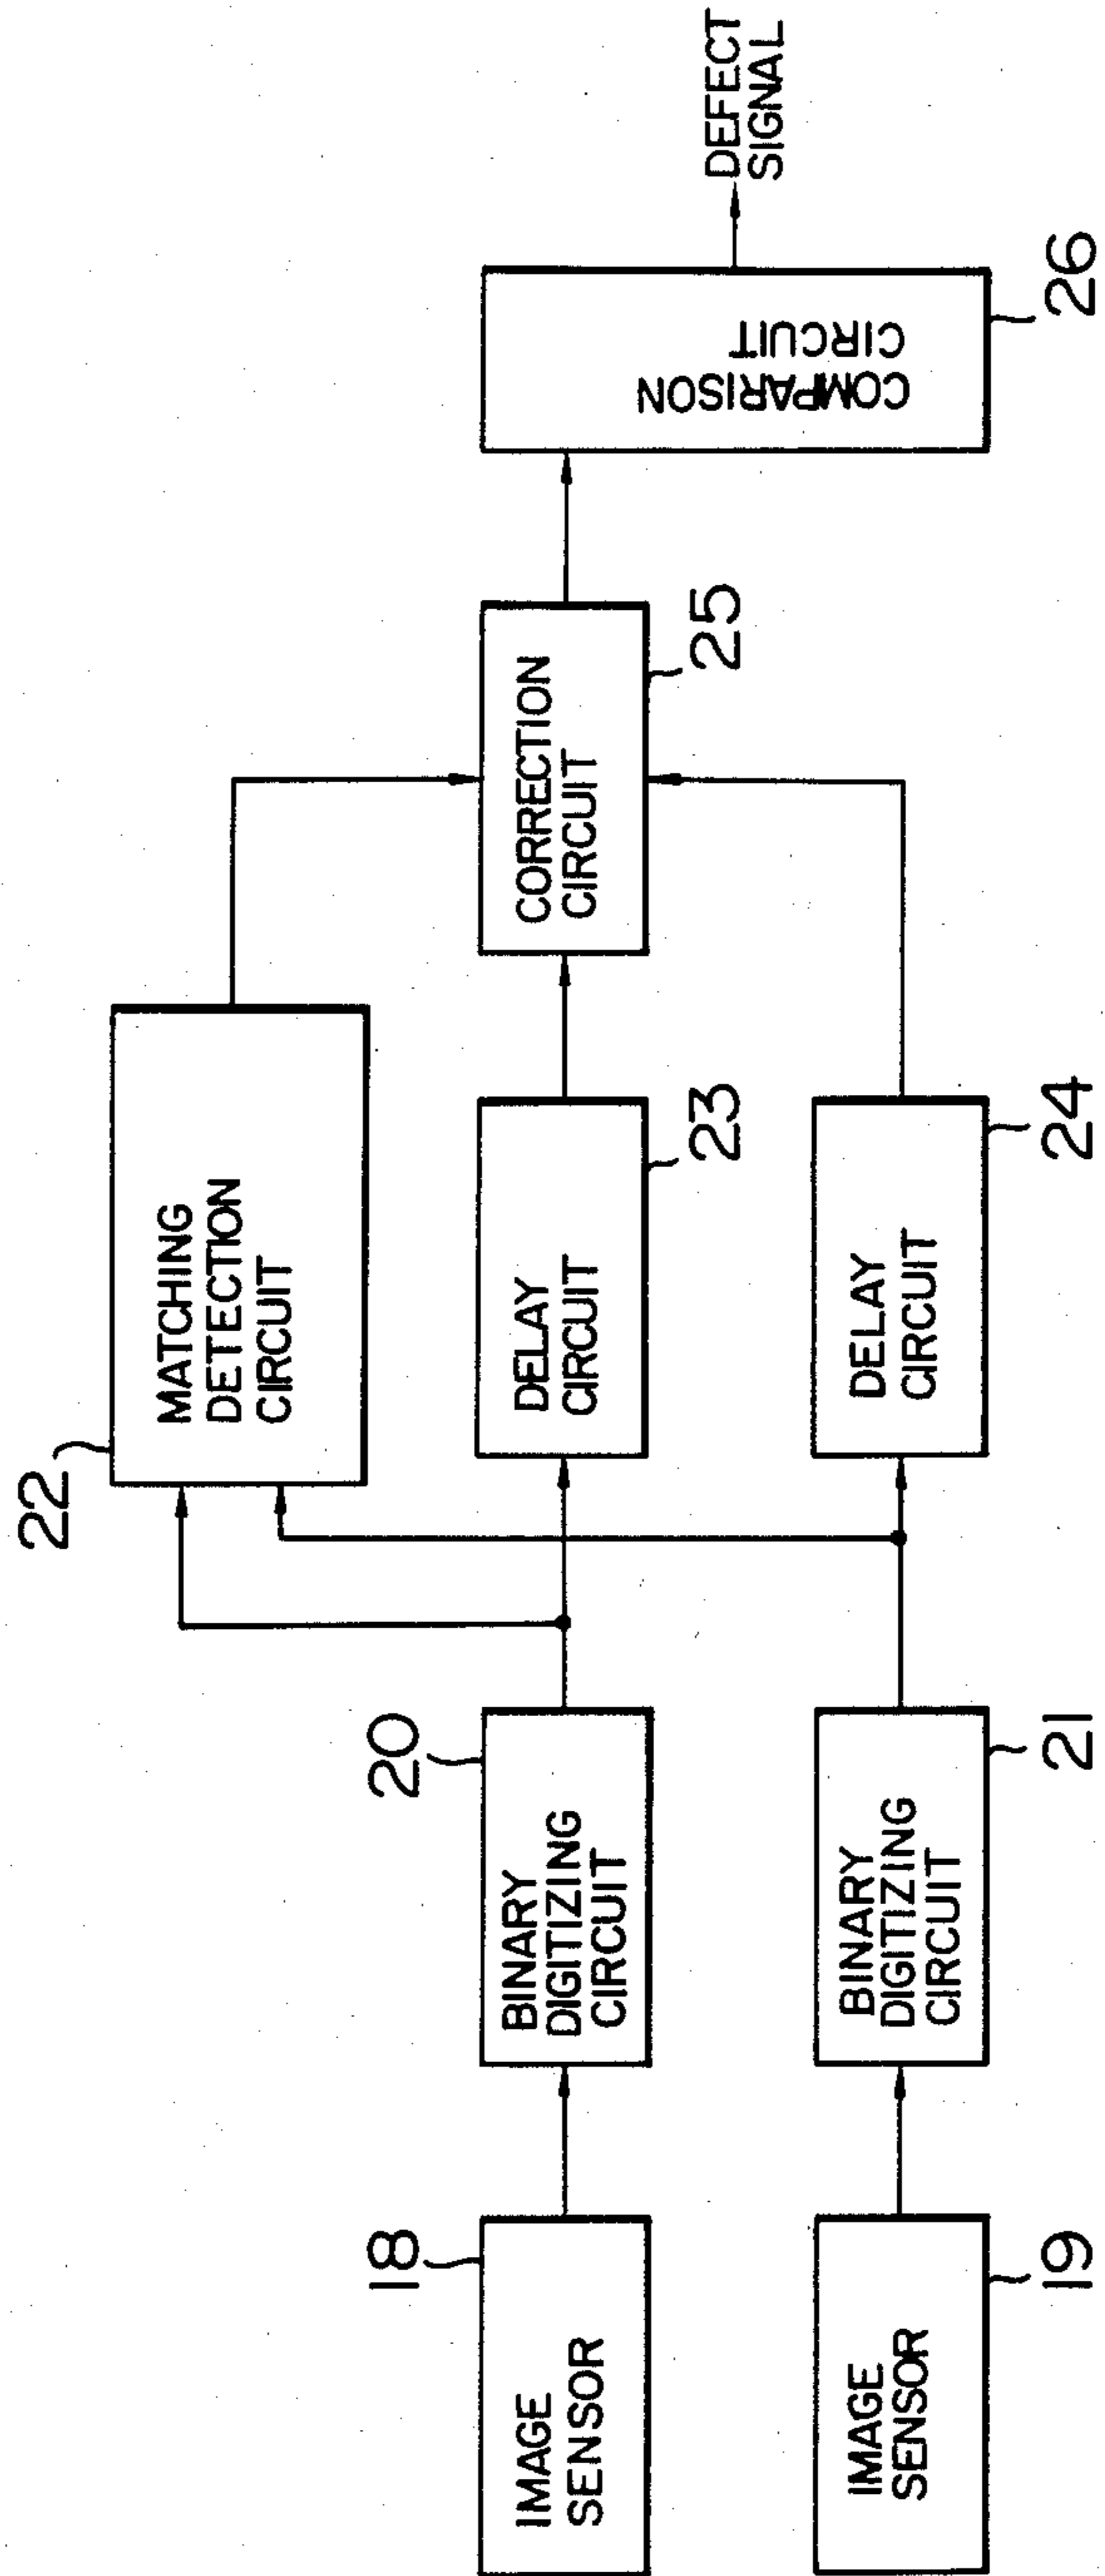 22
MATCHING
DETECTION
CIRCUIT
18
IMAGE
SENSOR
20
BINARY
DIGITIZING
CIRCUIT
DELAY
CIRCUIT
23
CORRECTION
CIRCUIT
25
COMPARISON
CIRCUIT
26
DEFECT
SIGNAL
IMAGE
SENSOR
19
BINARY
DIGITIZING
CIRCUIT
21
DELAY
CIRCUIT
24